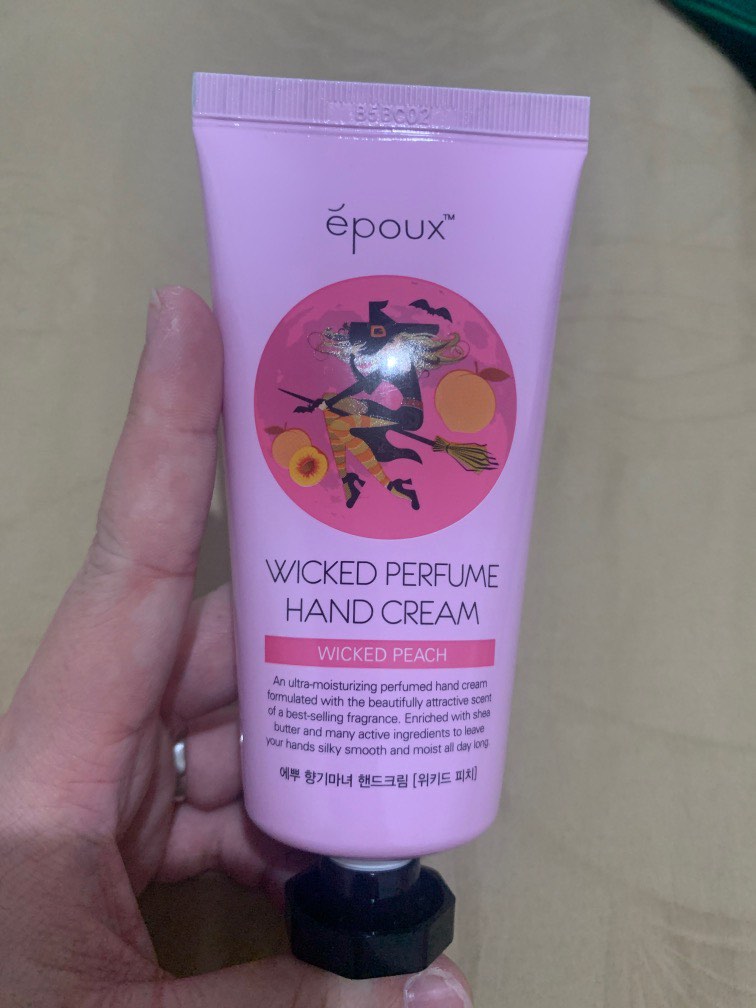 B5BC02
époux™
WICKED PERFUME
HAND CREAM
WICKED PEACH
An ultra-moisturizing perfumed hand cream
formulated with the beautifully attractive scent
of a best-selling fragrance. Enriched with shea
butter and many active ingredients to leave
your hands silky smooth and moist all day long.
에뿌 향기마녀 핸드크림 [위키드 피치]